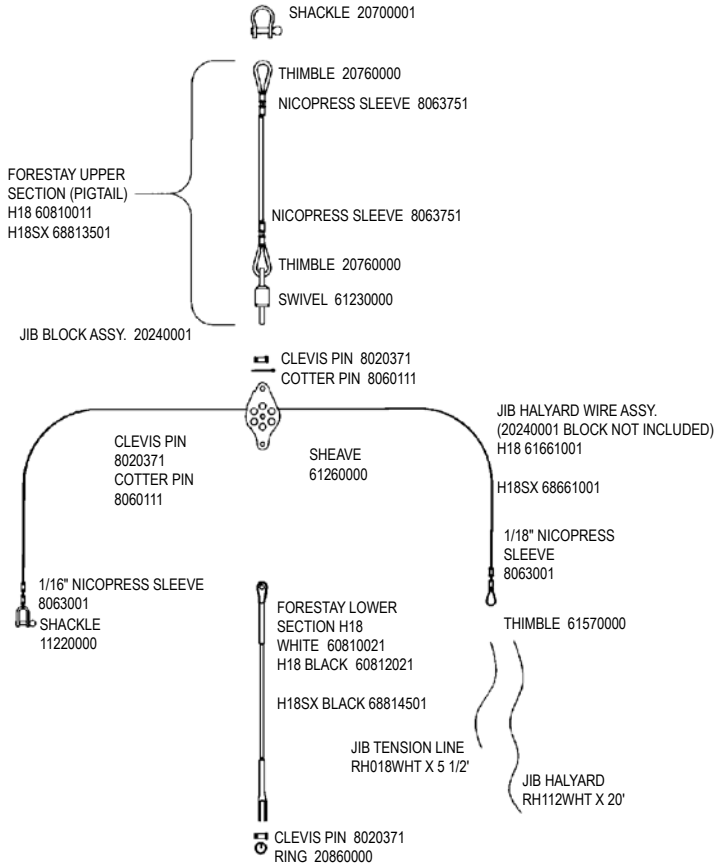 SHACKLE 20700001
THIMBLE 20760000
NICOPRESS SLEEVE 8063751
FORESTAY UPPER
SECTION (PIGTAIL)
H18 60810011
H18SX 68813501
NICOPRESS SLEEVE 8063751
THIMBLE 20760000
SWIVEL 61230000
JIB BLOCK ASSY. 20240001
CLEVIS PIN 8020371
COTTER PIN 8060111
CLEVIS PIN
8020371
COTTER PIN
8060111
SHEAVE
61260000
JIB HALYARD WIRE ASSY.
(20240001 BLOCK NOT INCLUDED)
H18 61661001
H18SX 68661001
1/18" NICOPRESS
SLEEVE
8063001
1/16" NICOPRESS SLEEVE
8063001
SHACKLE
11220000
FORESTAY LOWER
SECTION H18
WHITE 60810021
H18 BLACK 60812021
H18SX BLACK 68814501
THIMBLE 61570000
JIB TENSION LINE
RH018WHT X 5 1/2'
JIB HALYARD
RH112WHT X 20'
CLEVIS PIN 8020371
RING 20860000